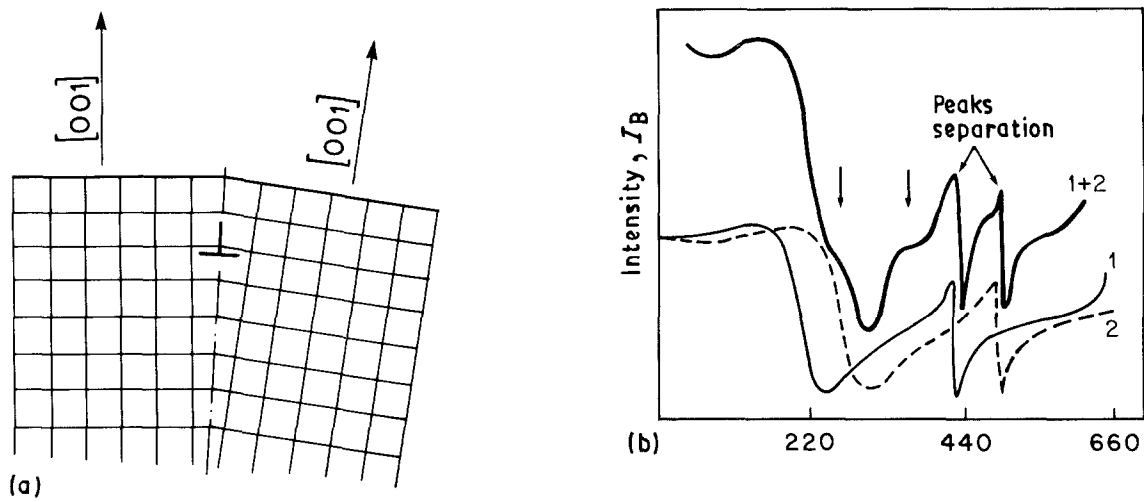 [001]
[001]
(a)
Intensity, I_B
Peaks
separation
1+2
1
2
(b)
220
440
660